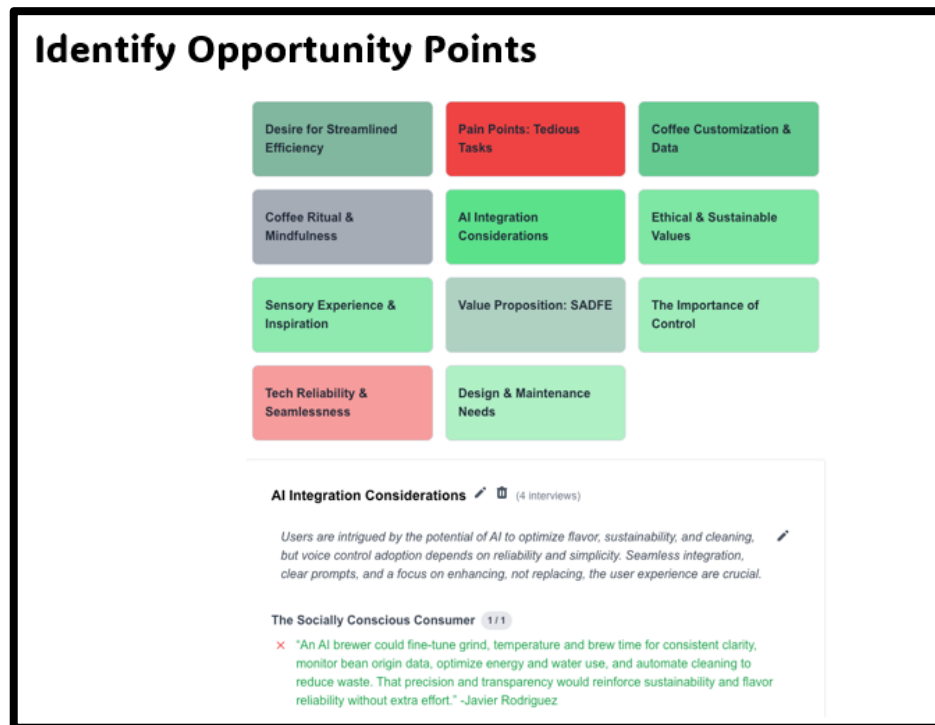 Identify Opportunity Points
Desire for Streamlined
Efficiency
Pain Points: Tedious
Tasks
Coffee Customization &
Data
Coffee Ritual &
Mindfulness
AI Integration
Considerations
Ethical & Sustainable
Values
Sensory Experience &
Inspiration
Value Proposition: SADFE
The Importance of
Control
Tech Reliability &
Seamlessness
Design & Maintenance
Needs
AI Integration Considerations (4 interviews)
Users are intrigued by the potential of AI to optimize flavor, sustainability, and cleaning,
but voice control adoption depends on reliability and simplicity. Seamless integration,
clear prompts, and a focus on enhancing, not replacing, the user experience are crucial.
The Socially Conscious Consumer 1 / 1
"An AI brewer could fine-tune grind, temperature and brew time for consistent clarity,
monitor bean origin data, optimize energy and water use, and automate cleaning to
reduce waste. That precision and transparency would reinforce sustainability and flavor
reliability without extra effort." -Javier Rodriguez